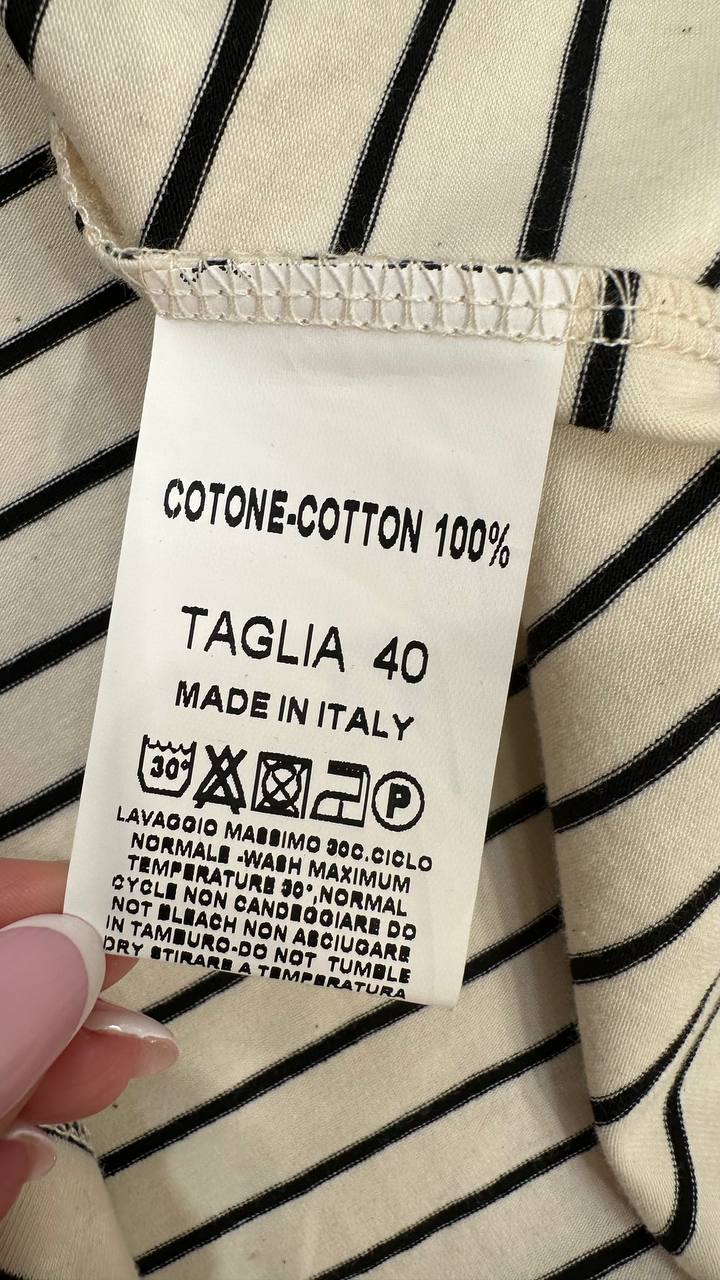 COTONE-COTTON 100%
TAGLIA 40
MADE IN ITALY
30° P
LAVAGGIO MASSIMO 30C.CICLO
NORMALE -WASH MAXIMUM
TEMPERATURE 30°,NORMAL
CYCLE NON CANDEGGIARE DO
NOT BLEACH NON ASCIUGARE
IN TAMBURO-DO NOT TUMBLE
DRY STIRARE A TEMPERATURA